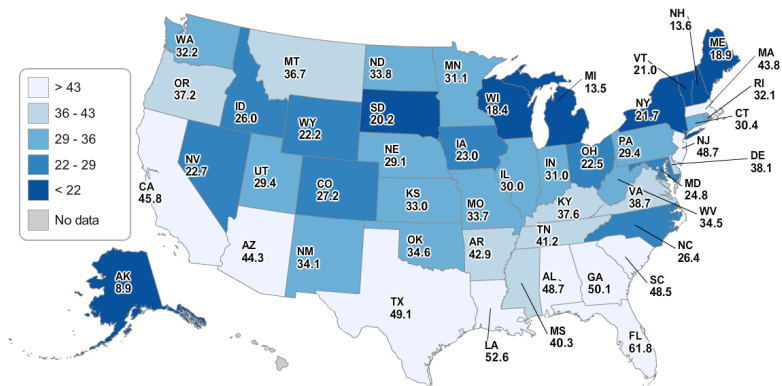 > 43
36-43
29-36
22-29
< 22
No data
WA
32.2
OR
37.2
CA
45.8
NV
22.7
ID
26.0
MT
36.7
WY
22.2
UT
29.4
AZ
44.3
CO
27.2
NM
34.1
ND
33.8
SD
20.2
NE
29.1
KS
33.0
OK
34.6
TX
49.1
MN
31.1
IA
23.0
MO
33.7
AR
42.9
LA
52.6
WI
18.4
IL
30.0
MI
13.5
IN
31.0
OH
22.5
KY
37.6
TN
41.2
MS
40.3
AL
48.7
GA
50.1
FL
61.8
SC
48.5
NC
26.4
VA
38.7
WV
34.5
MD
24.8
DE
38.1
PA
29.4
NJ
48.7
NY
21.7
CT
30.4
RI
32.1
MA
43.8
VT
21.0
NH
13.6
ME
18.9
AK
8.9